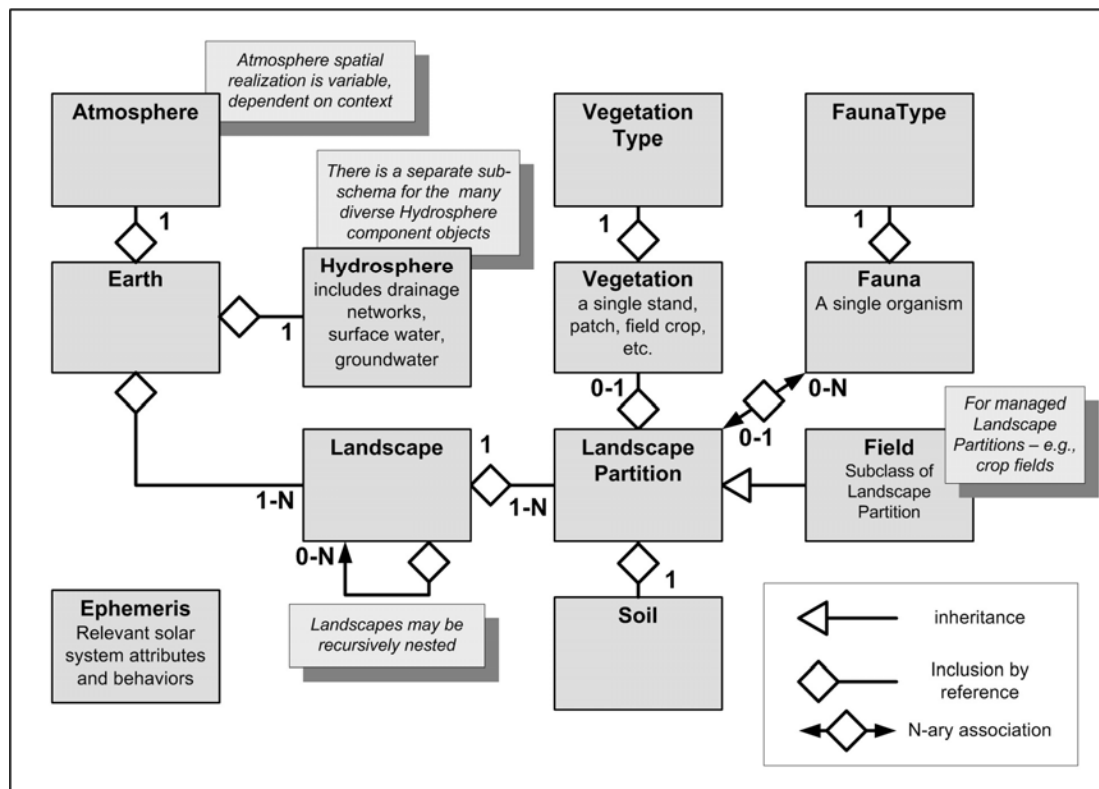 Atmosphere spatial
realization is variable,
dependent on context
Atmosphere
Vegetation
Type
FaunaType
There is a separate sub-
schema for the many
diverse Hydrosphere
component objects
1
1
1
Earth
Hydrosphere
includes drainage
networks,
surface water,
groundwater
1
Vegetation
a single stand,
patch, field crop,
etc.
Fauna
A single organism
0-1
0-N
0-1
For managed
Landscape
Partitions – e.g.,
crop fields
Landscape
1
1-N
1-N
Landscape
Partition
Field
Subclass of
Landscape
Partition
0-N
1
Ephemeris
Relevant solar
system attributes
and behaviors
Landscapes may be
recursively nested
Soil
inheritance
Inclusion by
reference
N-ary association